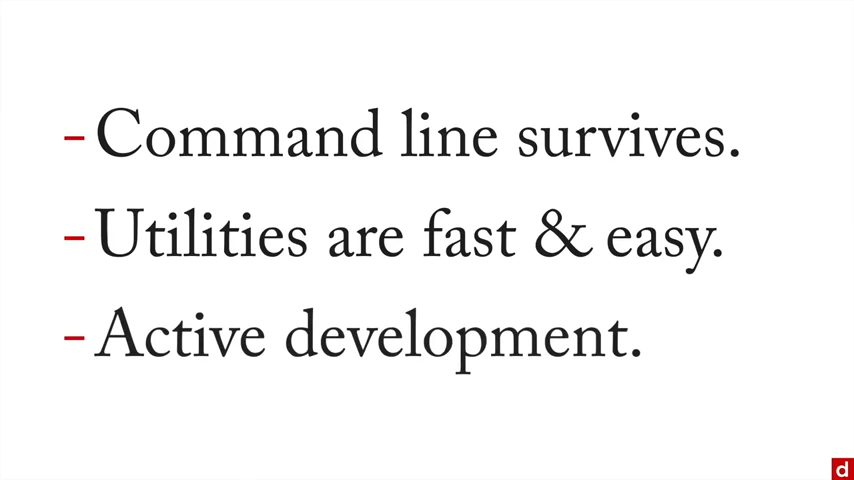 - Command line survives.
- Utilities are fast & easy.
- Active development.
d